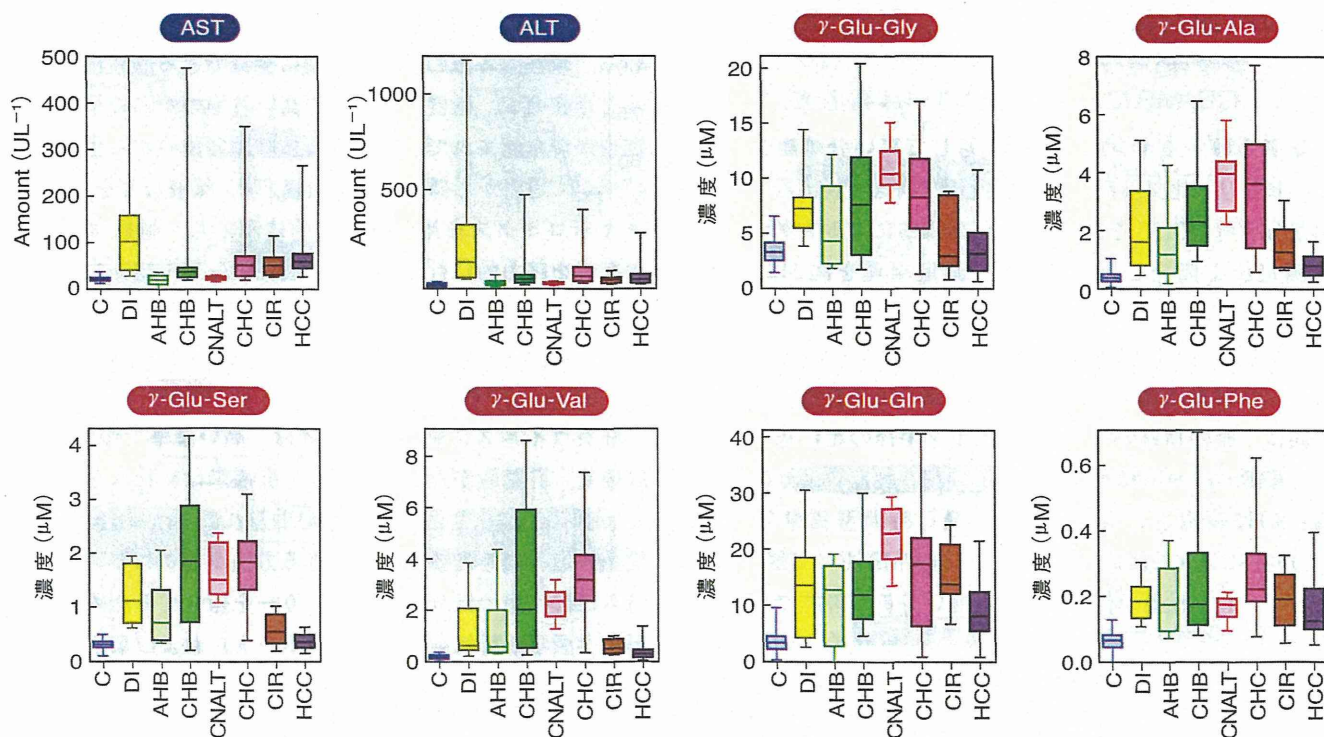 AST
Amount (UL⁻¹)
500
400
300
200
100
0
C
DI
AHB
CHB
CNALT
CHC
CIR
HCC
ALT
Amount (UL⁻¹)
1000
500
C
DI
AHB
CHB
CNALT
CHC
CIR
HCC
γ-Glu-Gly
濃度 (μM)
20
15
10
5
0
C
DI
AHB
CHB
CNALT
CHC
CIR
HCC
γ-Glu-Ala
濃度 (μM)
8
6
4
2
0
C
DI
AHB
CHB
CNALT
CHC
CIR
HCC
γ-Glu-Ser
濃度 (μM)
4
3
2
1
0
C
DI
AHB
CHB
CNALT
CHC
CIR
HCC
γ-Glu-Val
濃度 (μM)
8
6
4
2
0
C
DI
AHB
CHB
CNALT
CHC
CIR
HCC
γ-Glu-Gln
濃度 (μM)
40
30
20
10
0
C
DI
AHB
CHB
CNALT
CHC
CIR
HCC
γ-Glu-Phe
濃度 (μM)
0.6
0.4
0.2
0.0
C
DI
AHB
CHB
CNALT
CHC
CIR
HCC